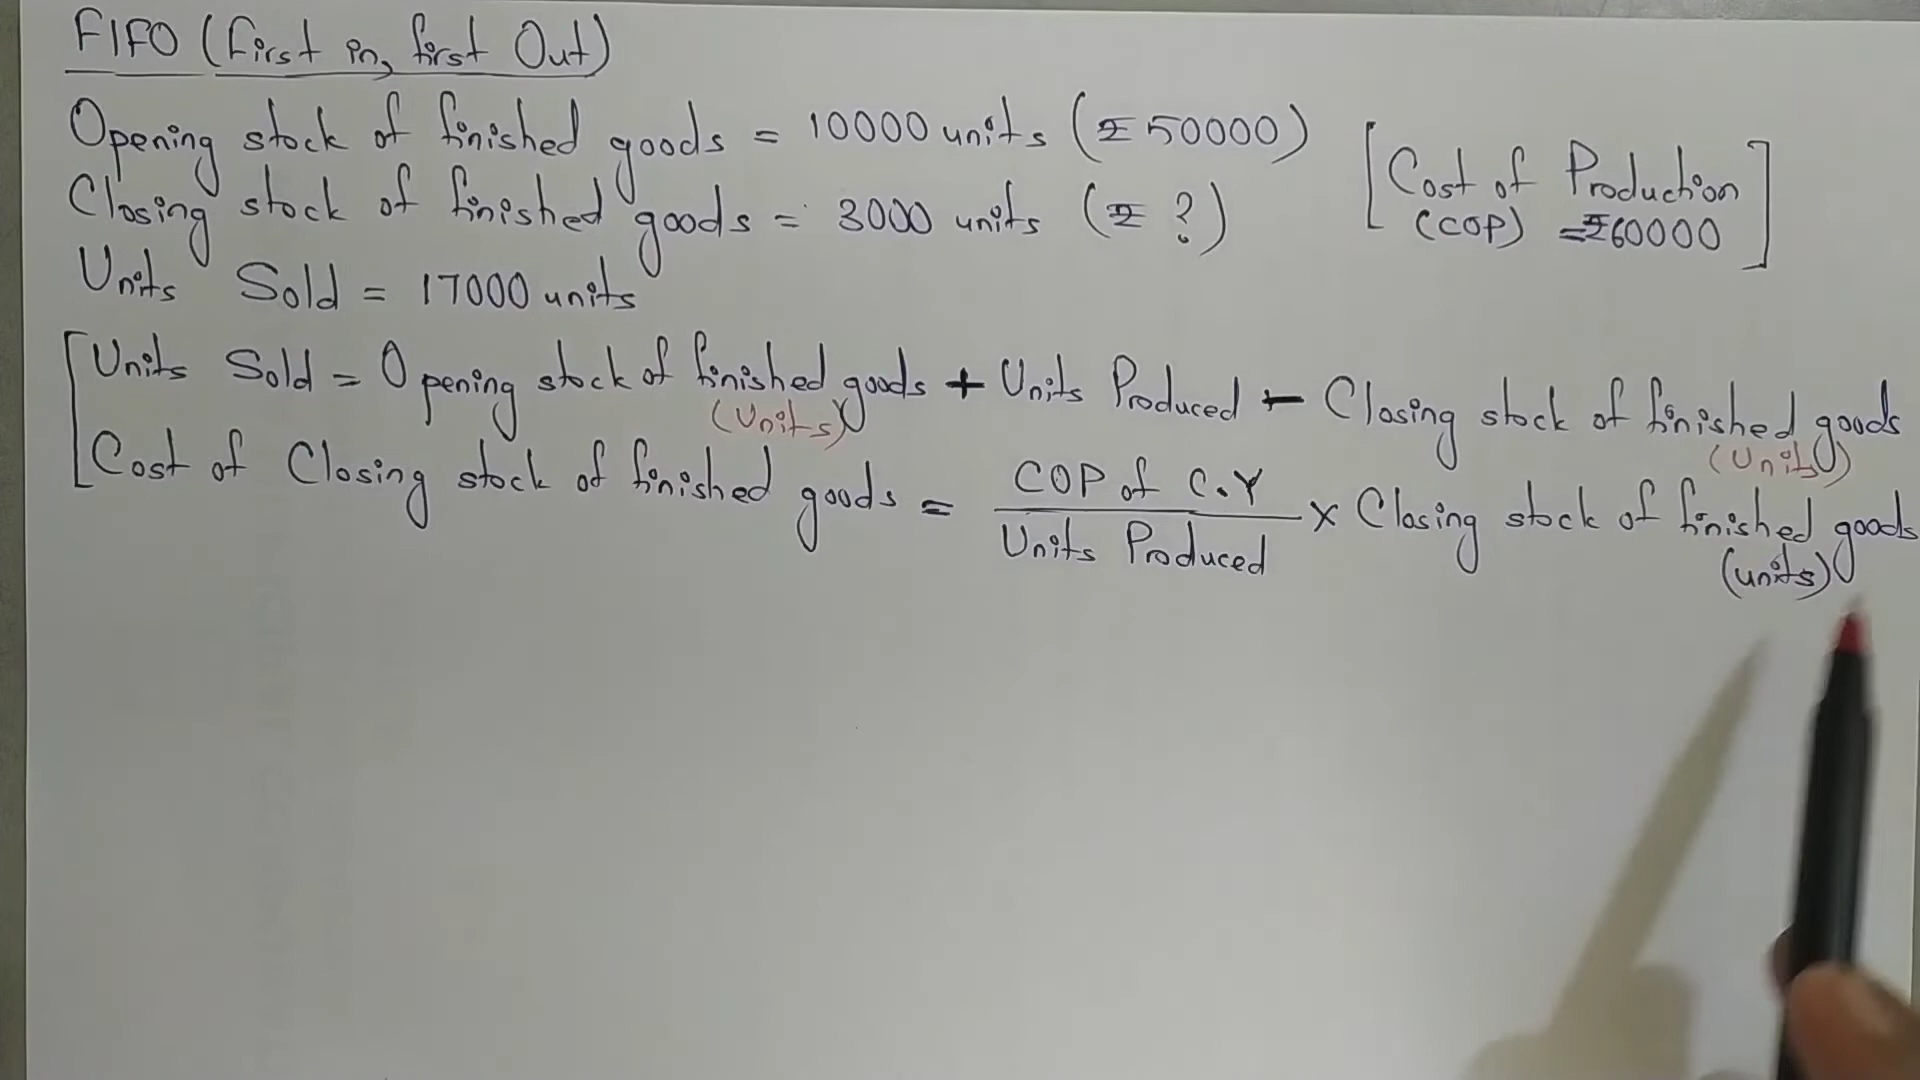 FIFO (First in, first Out)
Opening stock of finished goods = 10000 units (₹ 50000)
Closing stock of finished goods = 3000 units (₹ ?)
[Cost of Production
(COP) = ₹60000]
Units Sold = 17000 units
Units Sold = Opening stock of finished goods + Units Produced - Closing stock of finished goods
(Units) (Units)
Cost of Closing stock of finished goods = COP of C.Y / Units Produced × Closing stock of finished goods
(units)